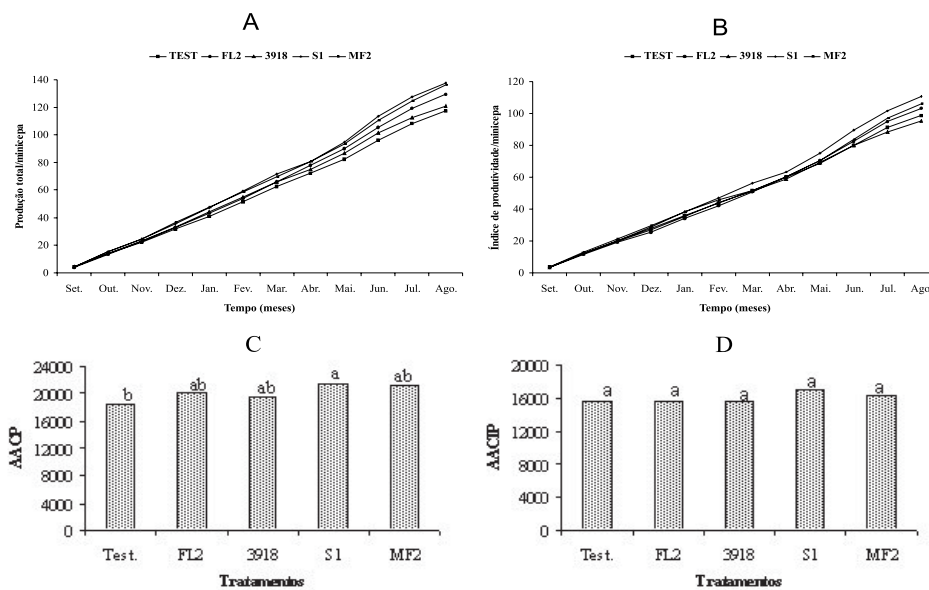 A
TEST FL2 3918 S1 MF2
Produção total/minicepa
140
120
100
80
60
40
20
0
Set. Out. Nov. Dez. Jan. Fev. Mar. Abr. Mai. Jun. Jul. Ago.
Tempo (meses)
B
TEST FL2 3918 S1 MF2
Índice de produtividade/minicepa
120
100
80
60
40
20
0
Set. Out. Nov. Dez. Jan. Fev. Mar. Abr. Mai. Jun. Jul. Ago.
Tempo (meses)
C
AACP
24000
20000
16000
12000
8000
4000
0
b ab ab a ab
Test. FL2 3918 S1 MF2
Tratamentos
D
AACIP
20000
16000
12000
8000
4000
0
a a a a a
Test. FL2 3918 S1 MF2
Tratamentos